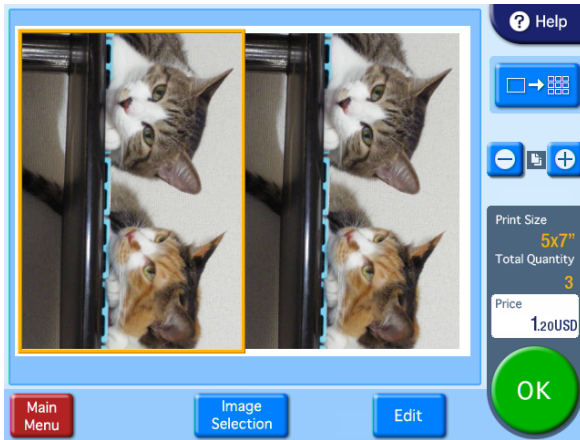 ? Help
Print Size
5x7"
Total Quantity
3
Price
1.20USD
OK
Main
Menu
Image
Selection
Edit